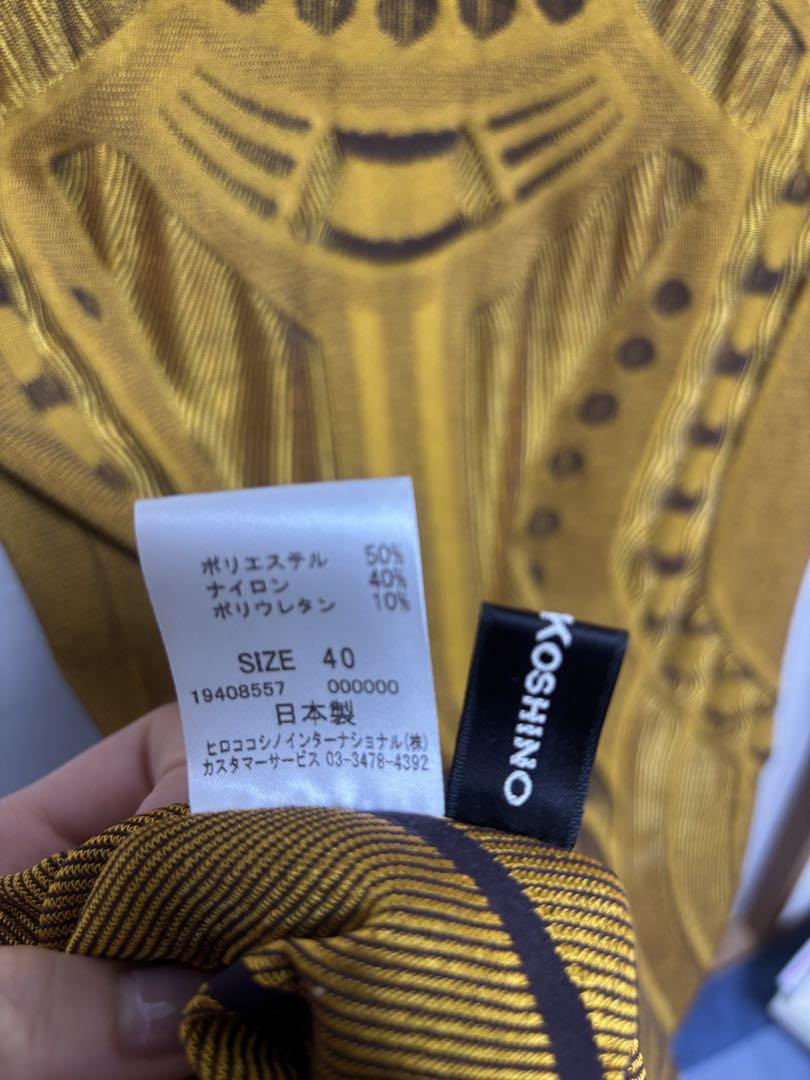 ポリエステル 50%
ナイロン 40%
ポリウレタン 10%
SIZE 40
19408557 000000
日本製
ヒロココシノインターナショナル(株)
カスタマーサービス 03-3478-4392
KOSHINO